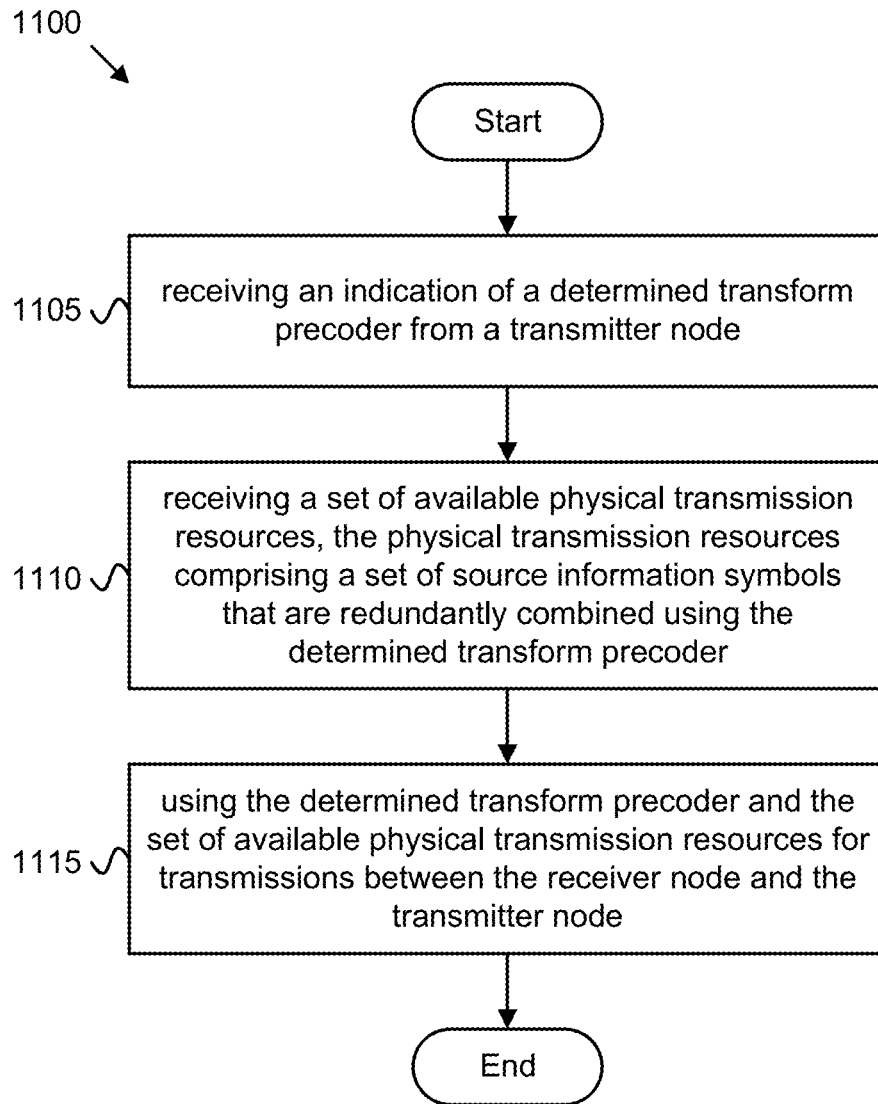 1100
Start
1105
receiving an indication of a determined transform
precoder from a transmitter node
1110
receiving a set of available physical transmission
resources, the physical transmission resources
comprising a set of source information symbols
that are redundantly combined using the
determined transform precoder
1115
using the determined transform precoder and the
set of available physical transmission resources for
transmissions between the receiver node and the
transmitter node
End